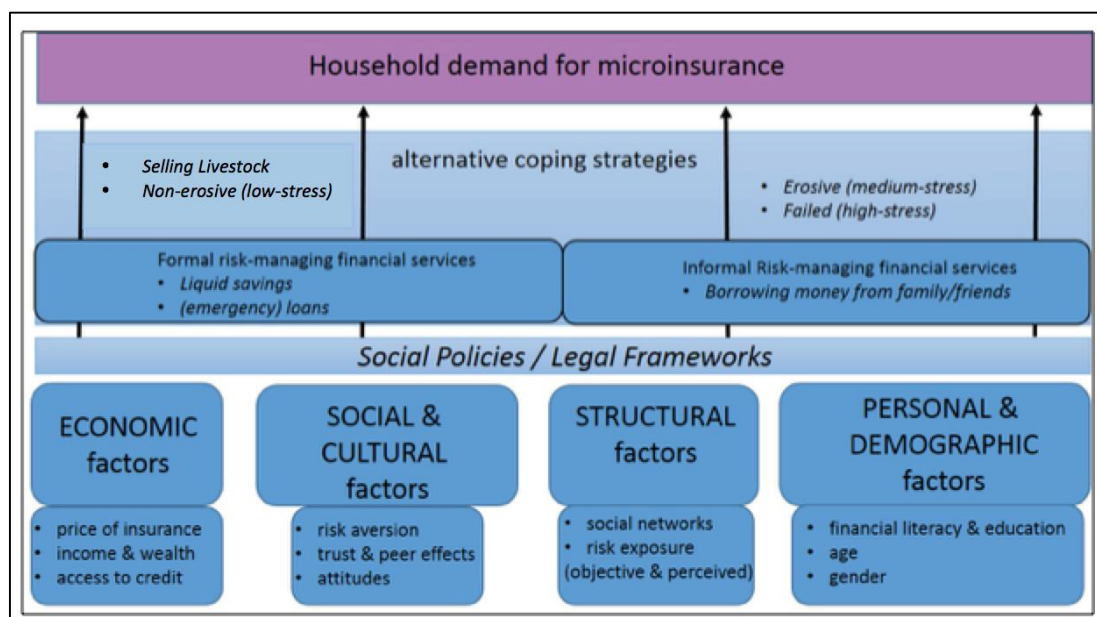 Household demand for microinsurance
alternative coping strategies
• Selling Livestock
• Non-erosive (low-stress)
• Erosive (medium-stress)
• Failed (high-stress)
Formal risk-managing financial services
• Liquid savings
• (emergency) loans
Informal Risk-managing financial services
• Borrowing money from family/friends
Social Policies / Legal Frameworks
ECONOMIC
factors
• price of insurance
• income & wealth
• access to credit
SOCIAL &
CULTURAL
factors
• risk aversion
• trust & peer effects
• attitudes
STRUCTURAL
factors
• social networks
• risk exposure
(objective & perceived)
PERSONAL &
DEMOGRAPHIC
factors
• financial literacy & education
• age
• gender